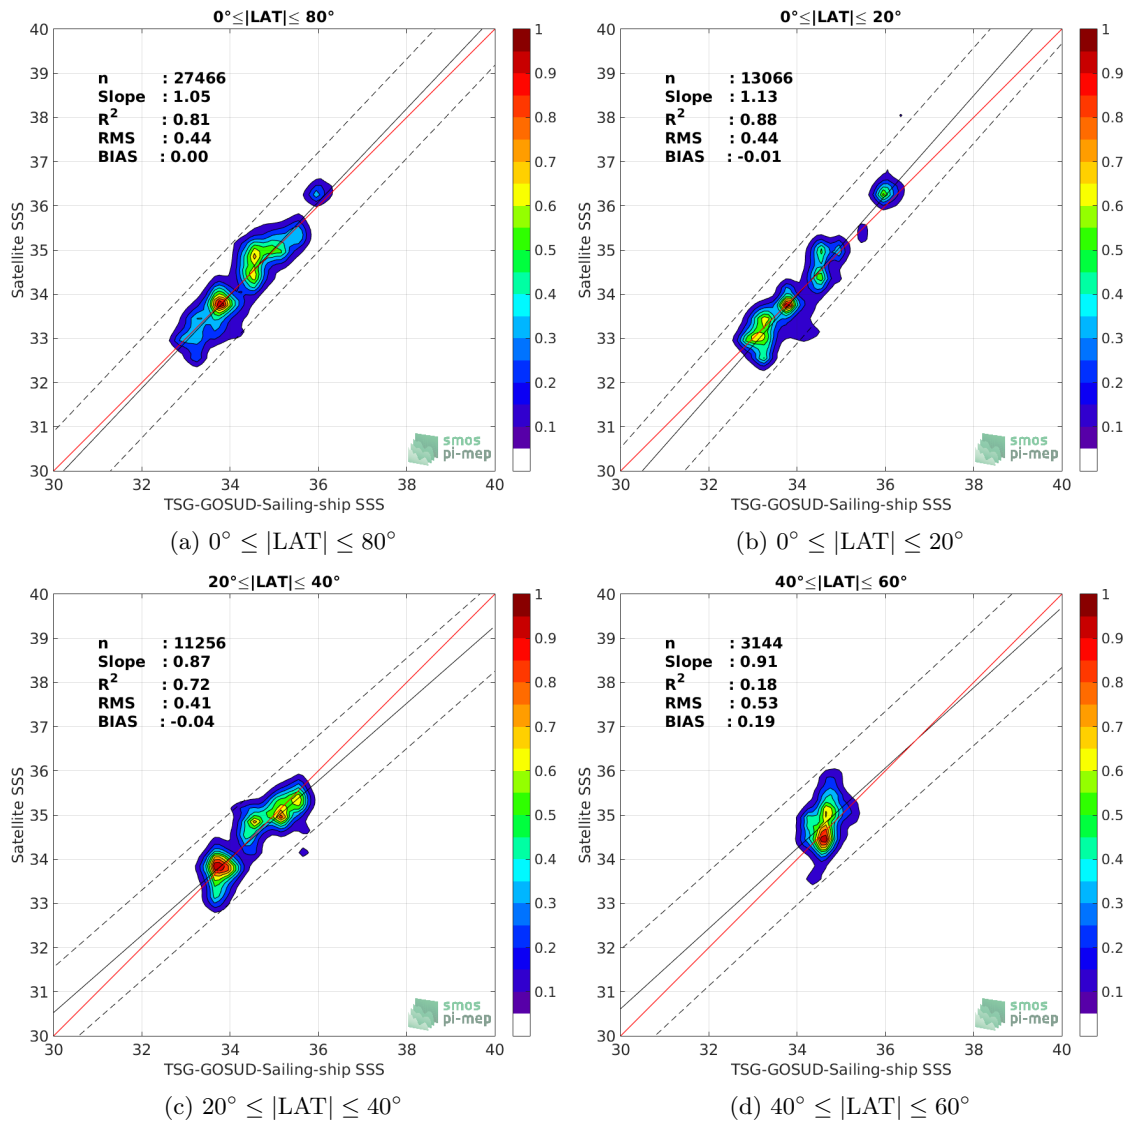 0°≤|LAT|≤ 80°
n : 27466
Slope : 1.05
R2 : 0.81
RMS : 0.44
BIAS : 0.00
Satellite SSS
40
39
38
37
36
35
34
33
32
31
30
30 32 34 36 38 40
TSG-GOSUD-Sailing-ship SSS
1
0.9
0.8
0.7
0.6
0.5
0.4
0.3
0.2
0.1
smos
pi-mep
(a) 0° ≤ |LAT| ≤ 80°
0°≤|LAT|≤ 20°
n : 13066
Slope : 1.13
R2 : 0.88
RMS : 0.44
BIAS : -0.01
Satellite SSS
40
39
38
37
36
35
34
33
32
31
30
30 32 34 36 38 40
TSG-GOSUD-Sailing-ship SSS
1
0.9
0.8
0.7
0.6
0.5
0.4
0.3
0.2
0.1
smos
pi-mep
(b) 0° ≤ |LAT| ≤ 20°
20°≤|LAT|≤ 40°
n : 11256
Slope : 0.87
R2 : 0.72
RMS : 0.41
BIAS : -0.04
Satellite SSS
40
39
38
37
36
35
34
33
32
31
30
30 32 34 36 38 40
TSG-GOSUD-Sailing-ship SSS
1
0.9
0.8
0.7
0.6
0.5
0.4
0.3
0.2
0.1
smos
pi-mep
(c) 20° ≤ |LAT| ≤ 40°
40°≤|LAT|≤ 60°
n : 3144
Slope : 0.91
R2 : 0.18
RMS : 0.53
BIAS : 0.19
Satellite SSS
40
39
38
37
36
35
34
33
32
31
30
30 32 34 36 38 40
TSG-GOSUD-Sailing-ship SSS
1
0.9
0.8
0.7
0.6
0.5
0.4
0.3
0.2
0.1
smos
pi-mep
(d) 40° ≤ |LAT| ≤ 60°